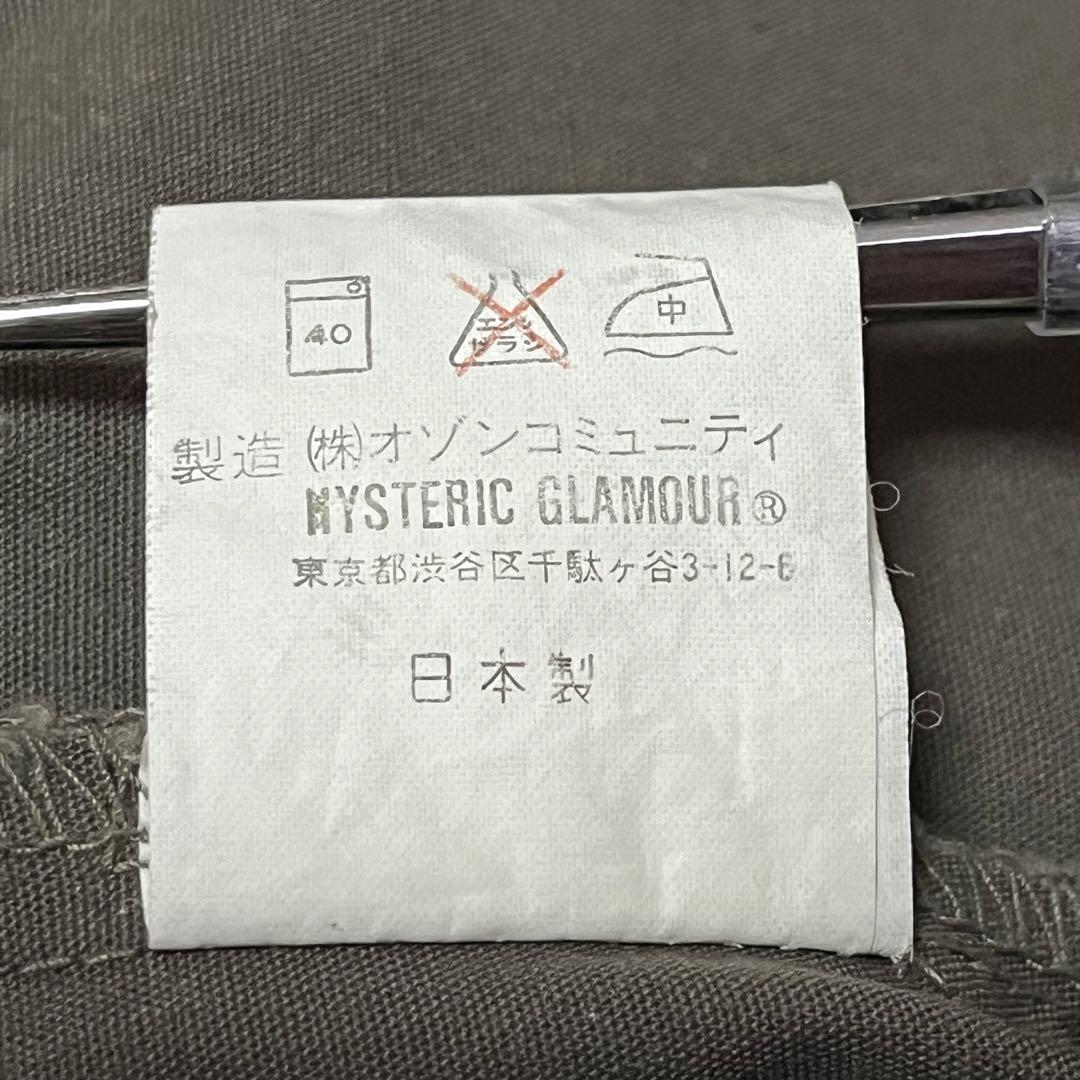 40
エンソ
サラシ
中
製造 (株)オゾンコミュニティ
HYSTERIC GLAMOUR®
東京都渋谷区千駄ヶ谷3-12-6
日本製